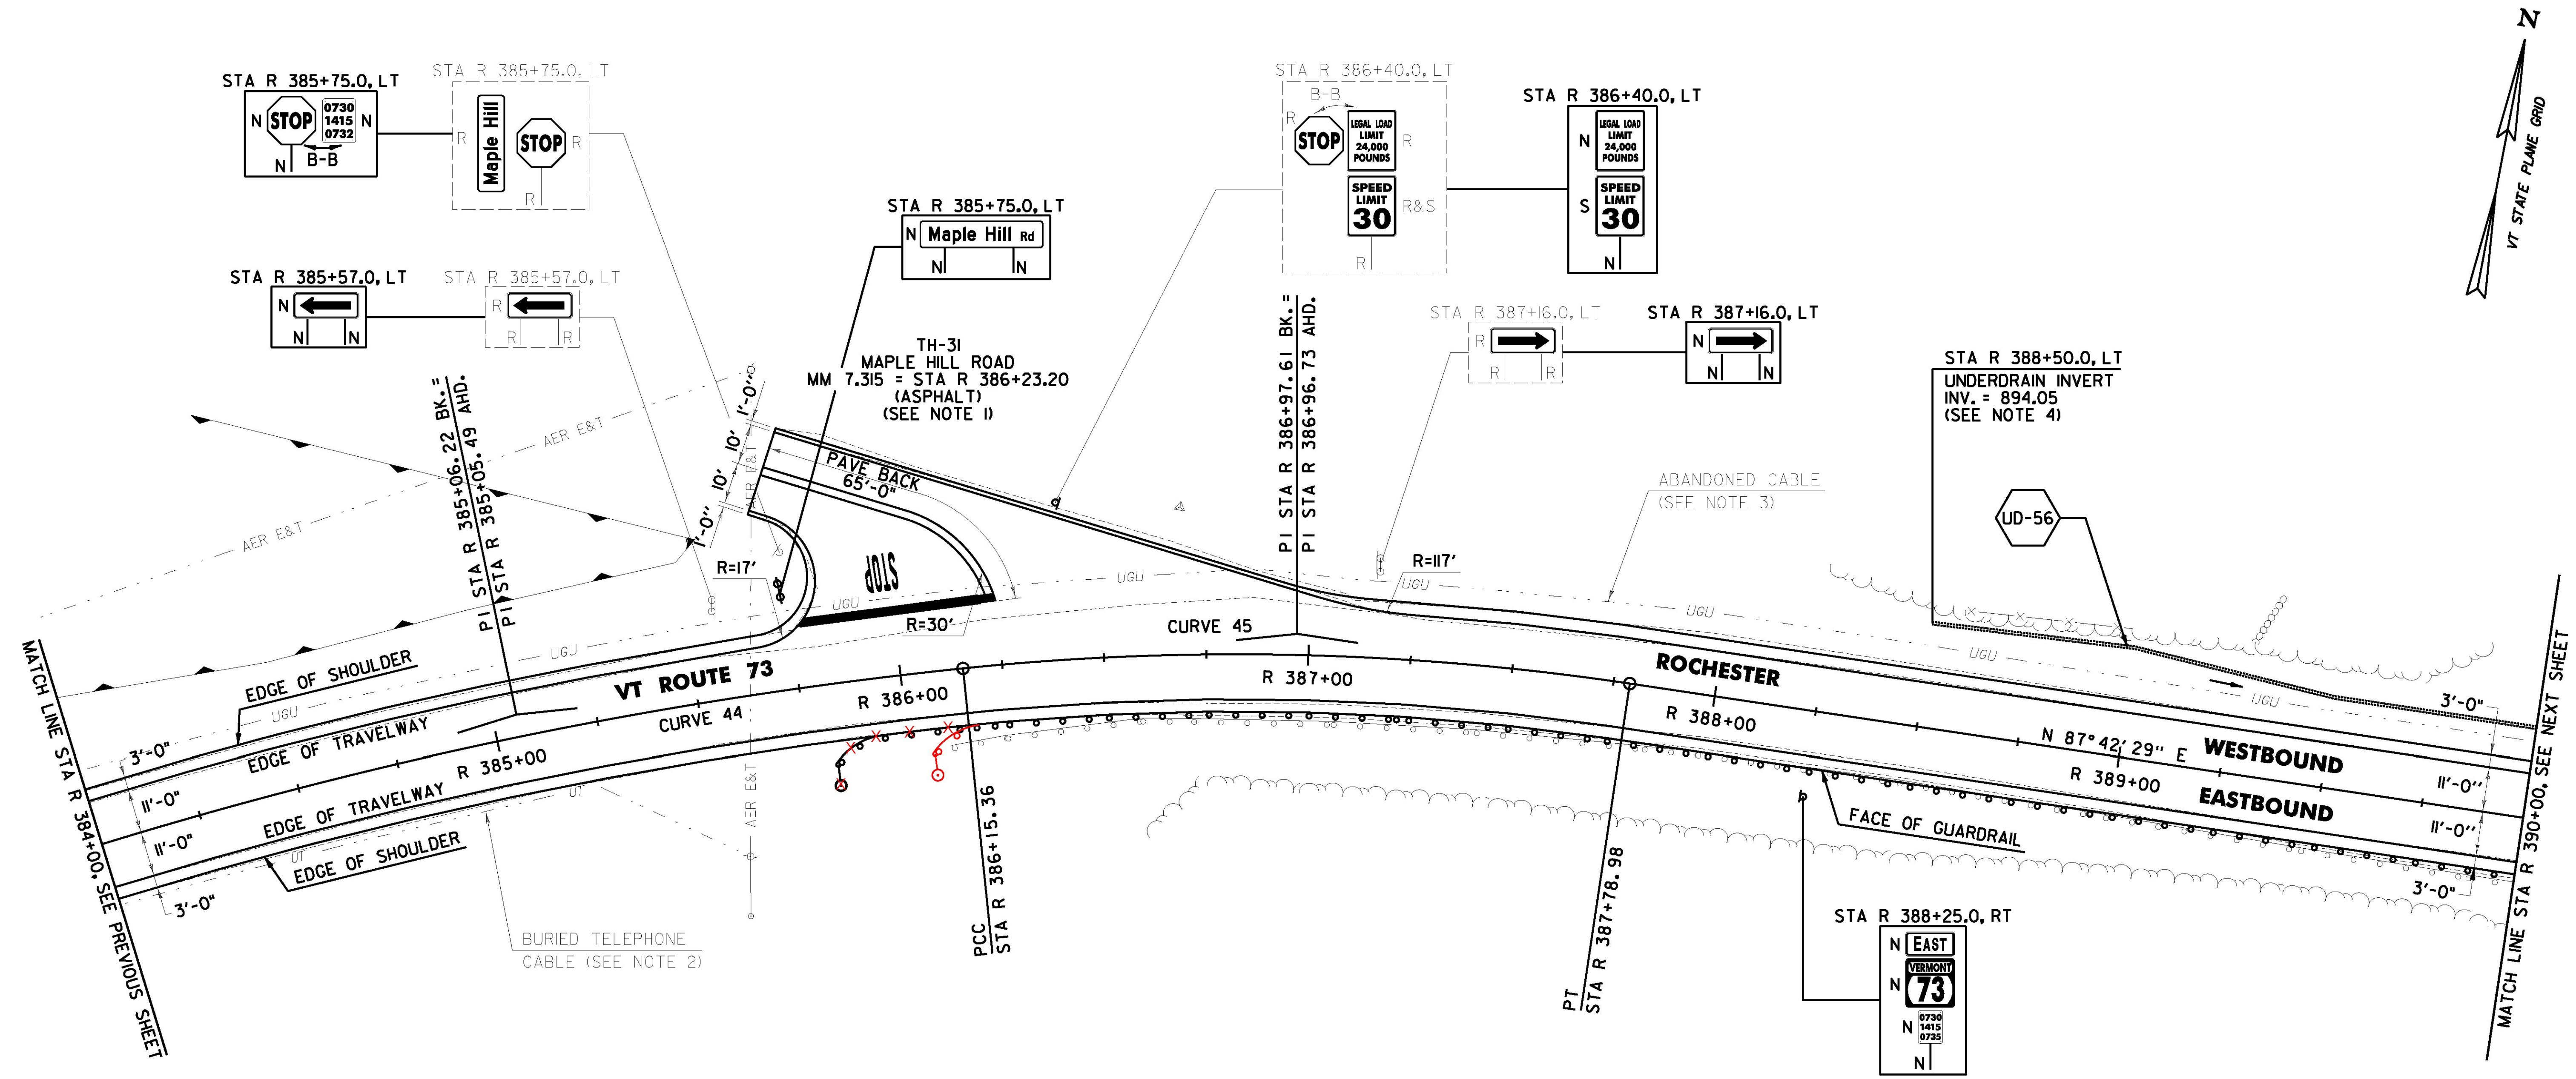 N
VT STATE PLANE GRID
STA R 385+75.0, LT
N STOP 0730 N
1415
0732
B-B
N
STA R 385+75.0, LT
R Maple Hill STOP R
R
STA R 386+40.0, LT
B-B
R
STOP
LEGAL LOAD
LIMIT
24,000
POUNDS
R
SPEED
LIMIT
30
R&S
R
STA R 386+40.0, LT
N
LEGAL LOAD
LIMIT
24,000
POUNDS
S
SPEED
LIMIT
30
N
STA R 385+75.0, LT
N Maple Hill Rd
N N
STA R 385+57.0, LT
N
N N
STA R 385+57.0, LT
R
R R
STA R 387+16.0, LT
R
R R
STA R 387+16.0, LT
N
N N
TH-31
MAPLE HILL ROAD
MM 7.315 = STA R 386+23.20
(ASPHALT)
(SEE NOTE 1)
STA R 388+50.0, LT
UNDERDRAIN INVERT
INV. = 894.05
(SEE NOTE 4)
UD-56
ABANDONED CABLE
(SEE NOTE 3)
PI STA R 385+06.22 BK.=
PI STA R 385+05.49 AHD.
PI STA R 386+97.61 BK.=
PI STA R 386+96.73 AHD.
AER E&T
AER E&T
AER E&T
AER E&T
1'-0"
10'
10'
1'-0"
PAVE BACK
65'-0"
STOP
R=17'
R=30'
R=117'
UGU
UGU
UGU
UGU
UGU
UGU
UGU
UGU
CURVE 45
CURVE 44
VT ROUTE 73
ROCHESTER
EDGE OF SHOULDER
EDGE OF TRAVELWAY
EDGE OF TRAVELWAY
EDGE OF SHOULDER
R 385+00
R 386+00
R 387+00
R 388+00
R 389+00
N 87°42'29" E
WESTBOUND
EASTBOUND
3'-0"
11'-0"
11'-0"
3'-0"
3'-0"
11'-0"
11'-0"
3'-0"
UT
UT
BURIED TELEPHONE
CABLE (SEE NOTE 2)
PCC
STA R 386+15.36
PT
STA R 387+78.98
FACE OF GUARDRAIL
STA R 388+25.0, RT
N EAST
VERMONT
N 73
N 0730
1415
0735
N
MATCH LINE STA R 384+00, SEE PREVIOUS SHEET
MATCH LINE STA R 390+00, SEE NEXT SHEET